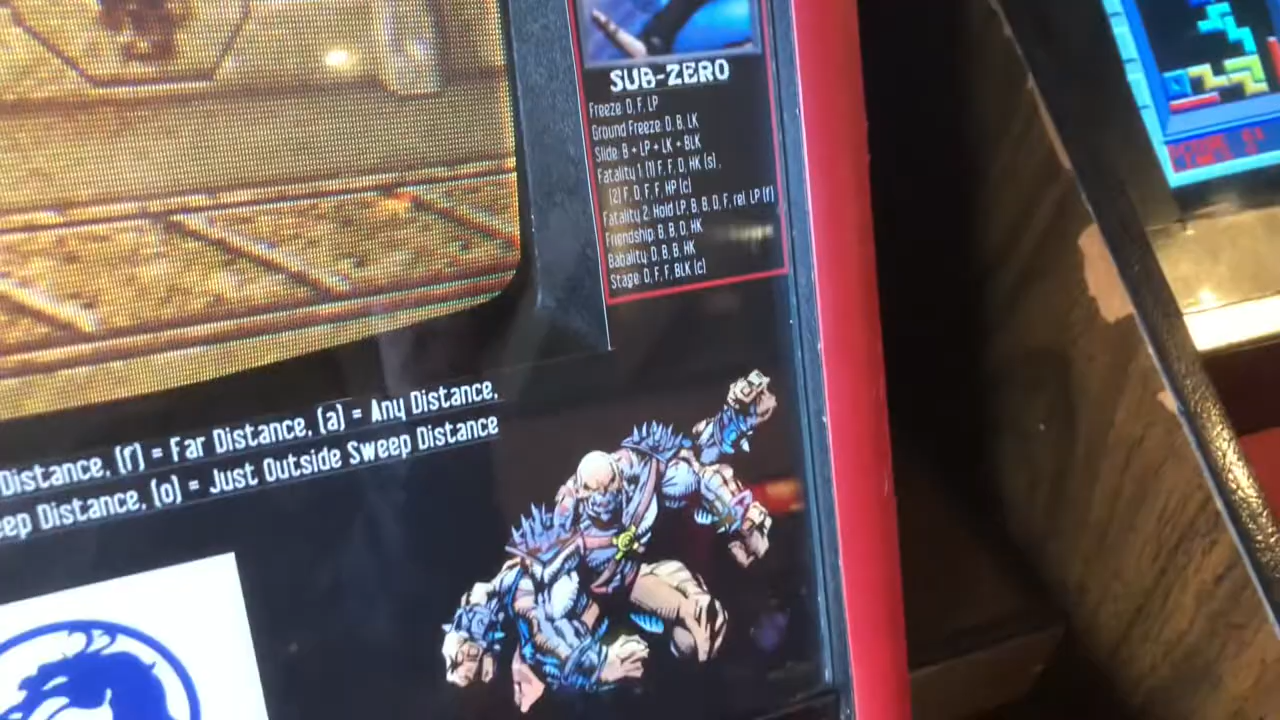 SUB-ZERO
Freeze: D, F, LP
Ground Freeze: D, B, LK
Slide: B + LP + LK + BLK
Fatality 1: (1) F, F, D, HK (s),
(2) F, D, F, F, HP (c)
Fatality 2: Hold LP, B, B, D, F, rel. LP (f)
Friendship: B, B, D, HK
Babality: D, B, B, HK
Stage: D, F, F, BLK (c)
Distance, (f) = Far Distance, (a) = Any Distance,
Distance, (o) = Just Outside Sweep Distance